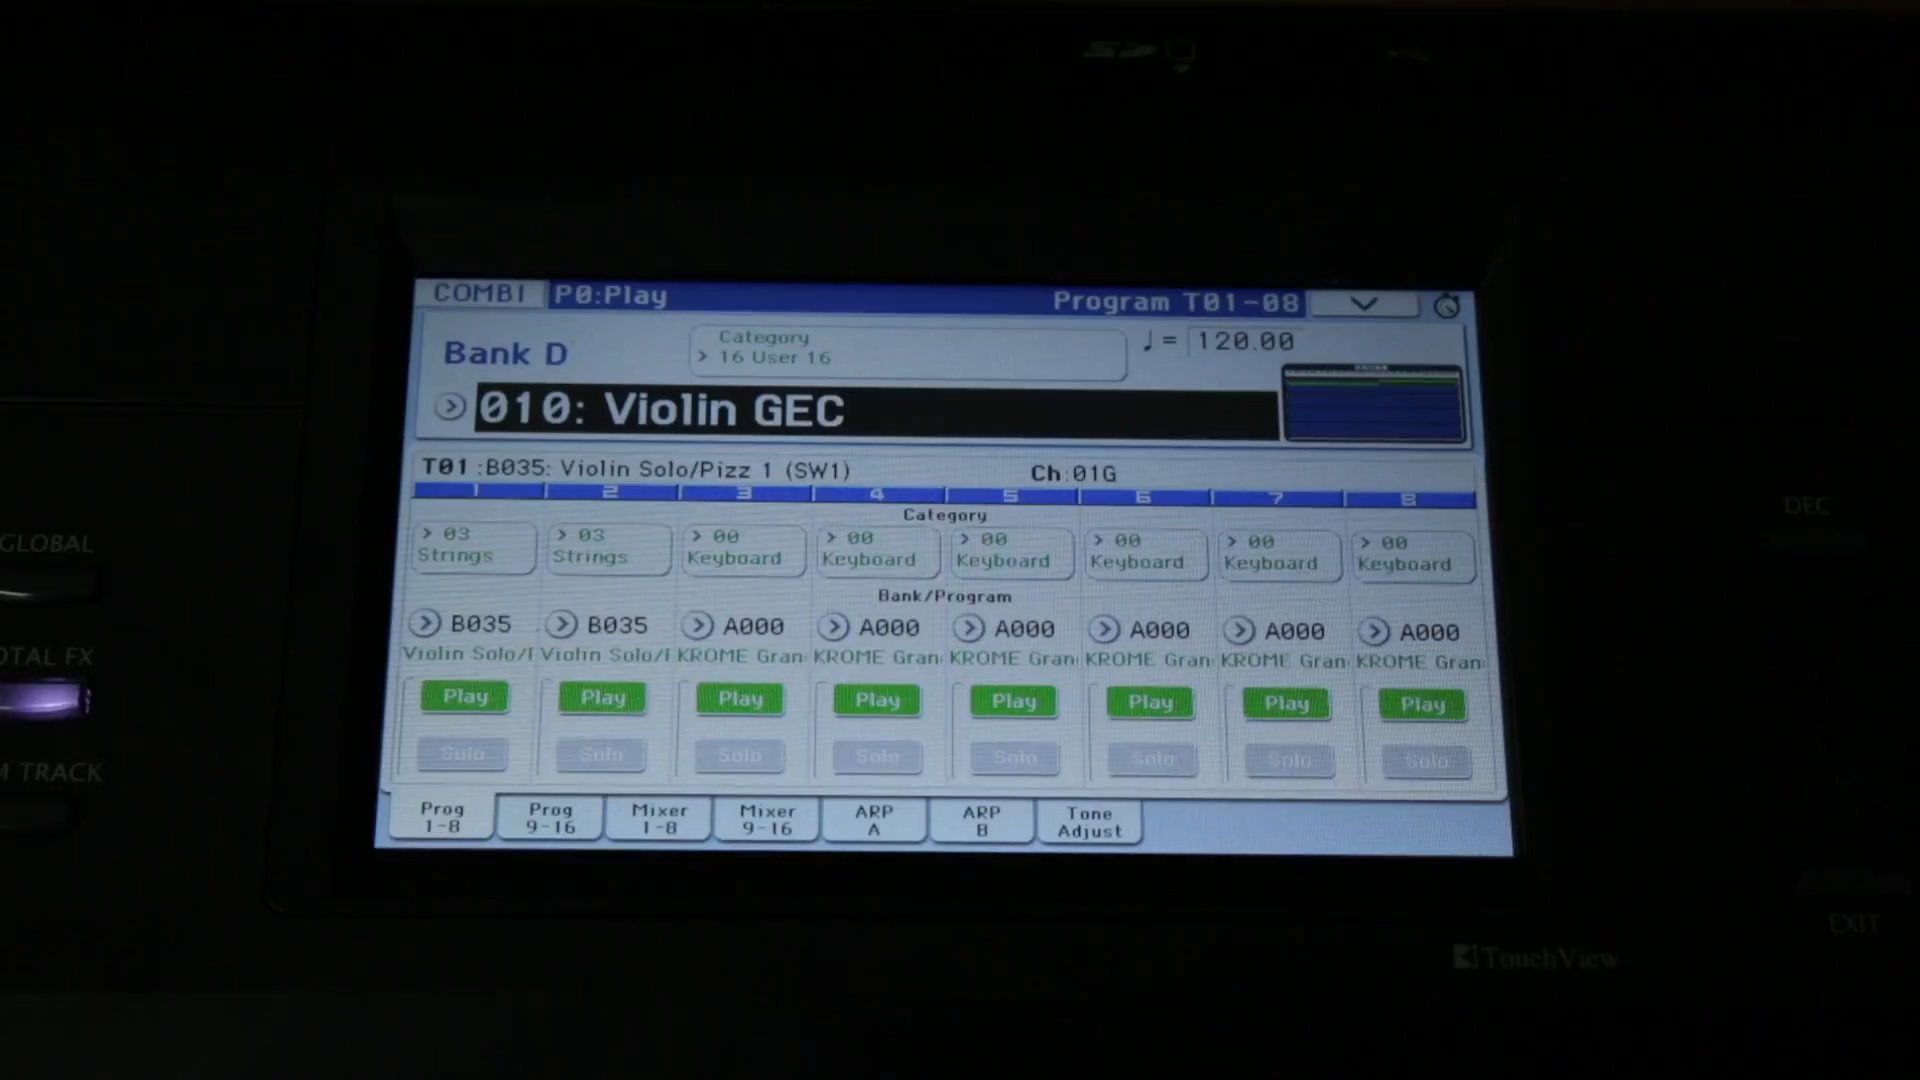 COMBI P0:Play Program T01-08
Bank D
Category
> 16 User 16
♩ = 120.00
010: Violin GEC
T01 :B035: Violin Solo/Pizz 1 (SW1) Ch:01G
1 2 3 4 5 6 7 8
Category
> 03 > 03 > 00 > 00 > 00 > 00 > 00 > 00
Strings Strings Keyboard Keyboard Keyboard Keyboard Keyboard Keyboard
Bank/Program
B035 B035 A000 A000 A000 A000 A000 A000
Violin Solo/ Violin Solo/ KROME Gran KROME Gran KROME Gran KROME Gran KROME Gran KROME Gran
Play Play Play Play Play Play Play Play
Solo Solo Solo Solo Solo Solo Solo Solo
Prog 1-8
Prog 9-16
Mixer 1-8
Mixer 9-16
ARP A
ARP B
Tone Adjust
GLOBAL
OTAL FX
M TRACK
DEC
EXIT
TouchView